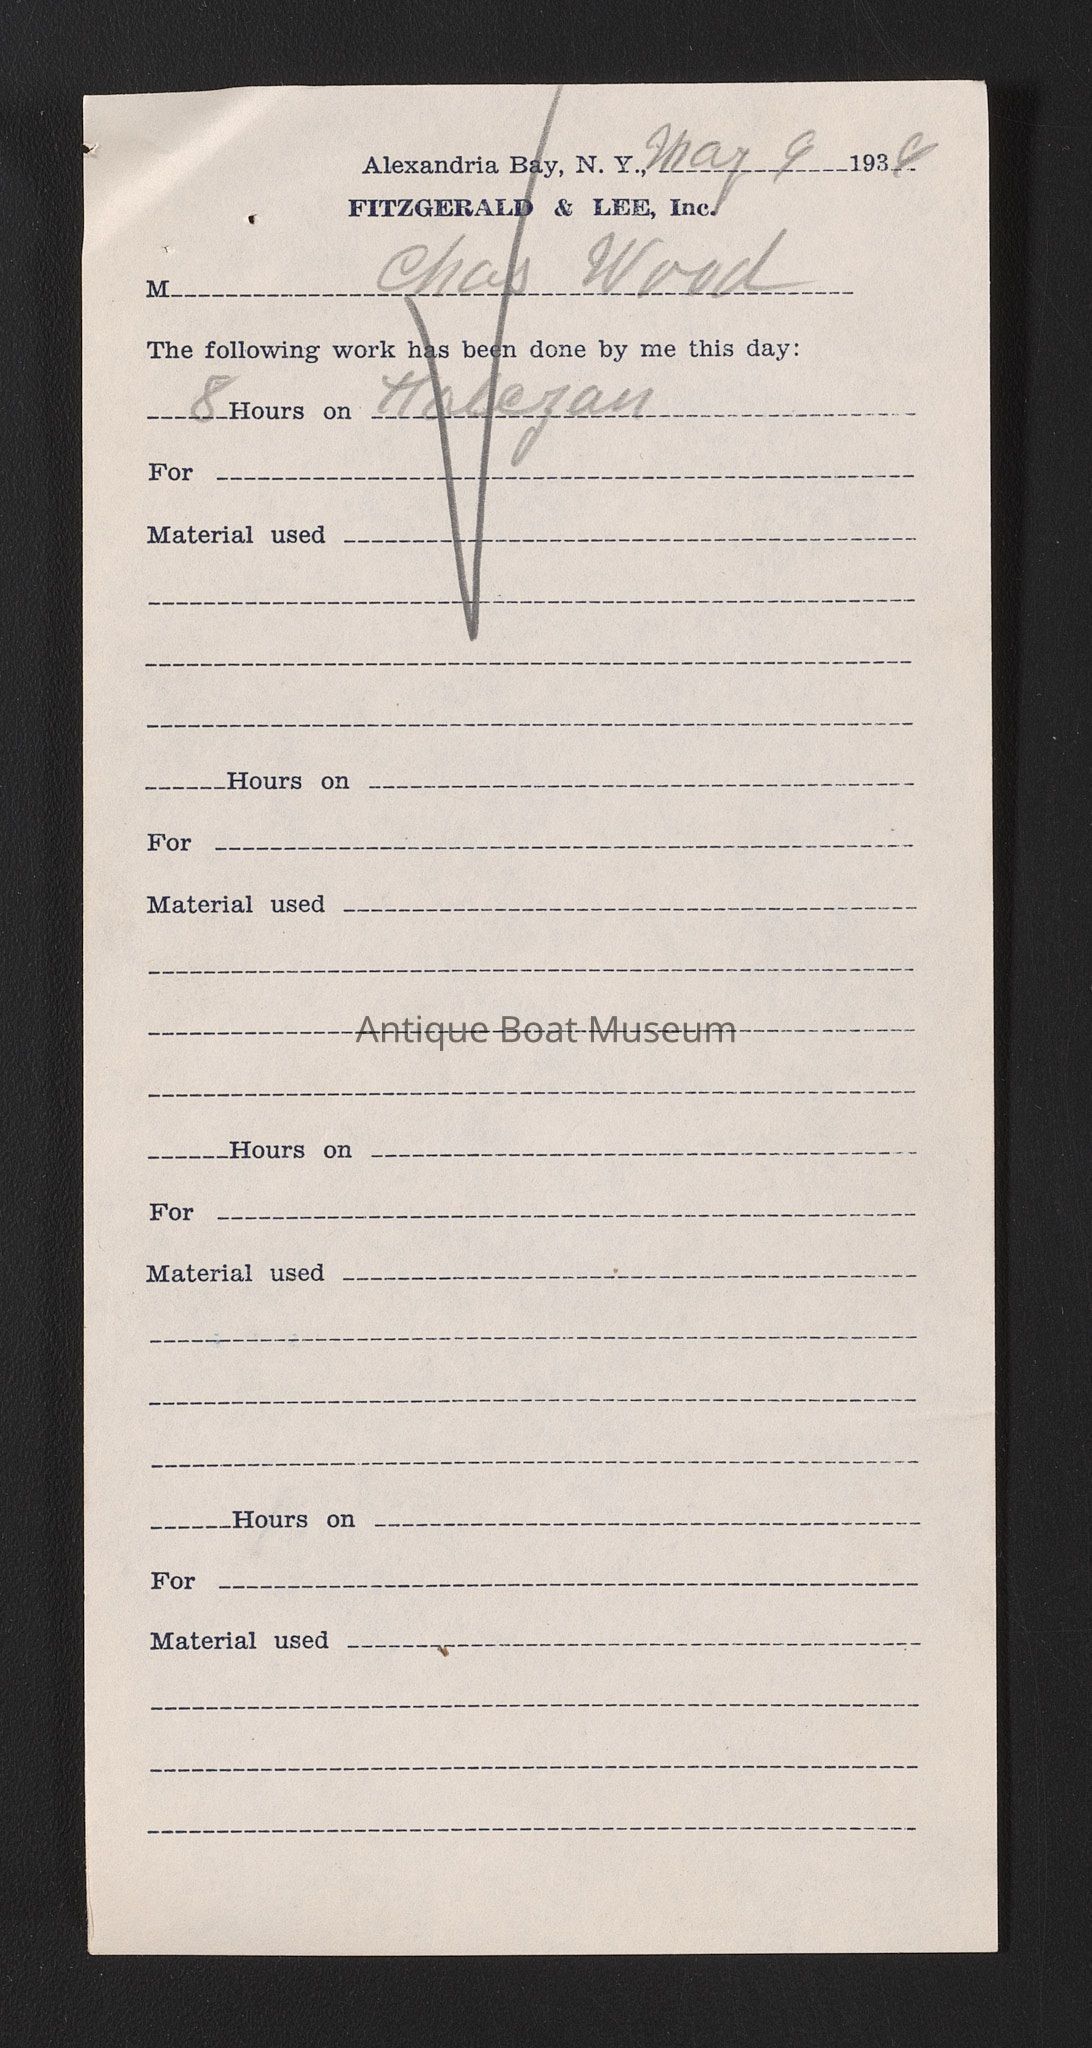 Alexandria Bay, N. Y., May 9 1938
FITZGERALD & LEE, Inc.
M Chas Wood
The following work has been done by me this day:
8 Hours on
For
Material used
Hours on
For
Material used
Antique Boat Museum
Hours on
For
Material used
Hours on
For
Material used